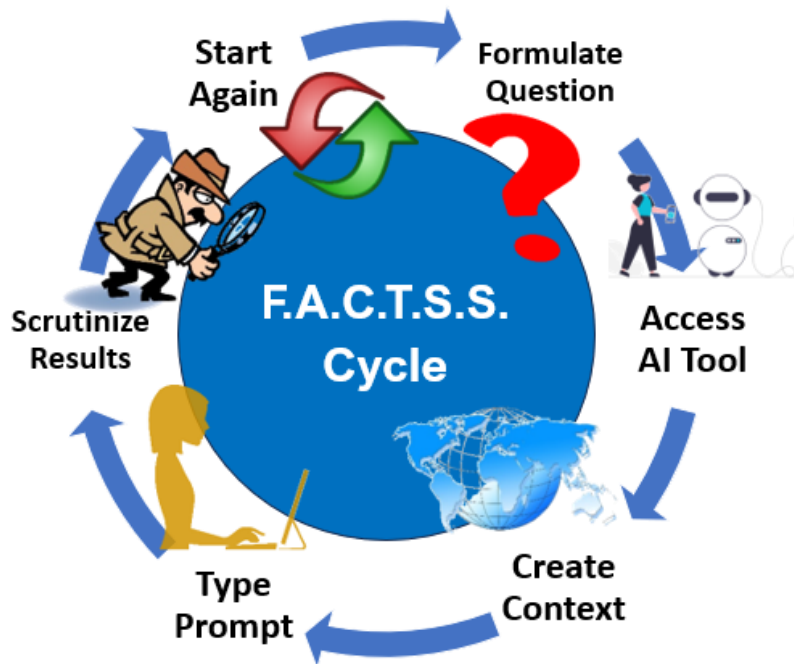 Start
Again
Formulate
Question
Access
AI Tool
Create
Context
Type
Prompt
Scrutinize
Results
F.A.C.T.S.S.
Cycle